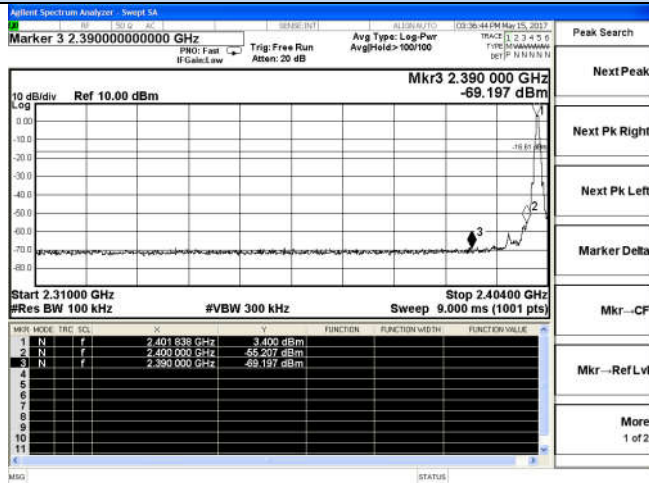 Agilent Spectrum Analyzer - Swept SA
RF 50 Ω AC SENSE:INT ALIGN AUTO 03:36:44 PM May 15, 2017
Marker 3 2.390000000000 GHz
PNO: Fast
IFGain:Low
Trig: Free Run
Atten: 20 dB
Avg Type: Log-Pwr
Avg|Hold>100/100
TRACE 1 2 3 4 5 6
TYPE
DET P N N N N N
Peak Search
Mkr3 2.390 000 GHz
-69.197 dBm
10 dB/div Ref 10.00 dBm
Log
0.00
-10.0
-20.0
-30.0
-40.0
-50.0
-60.0
-70.0
-80.0
1
-16.61 dBm
2
3
Start 2.31000 GHz Stop 2.40400 GHz
#Res BW 100 kHz #VBW 300 kHz Sweep 9.000 ms (1001 pts)
MKR MODE TRC SCL X Y FUNCTION FUNCTION WIDTH FUNCTION VALUE
1 N f 2.401 838 GHz 3.400 dBm
2 N f 2.400 000 GHz -55.207 dBm
3 N f 2.390 000 GHz -69.197 dBm
4
5
6
7
8
9
10
11
MSG STATUS
Next Peak
Next Pk Right
Next Pk Left
Marker Delta
Mkr→CF
Mkr→Ref Lvl
More
1 of 2